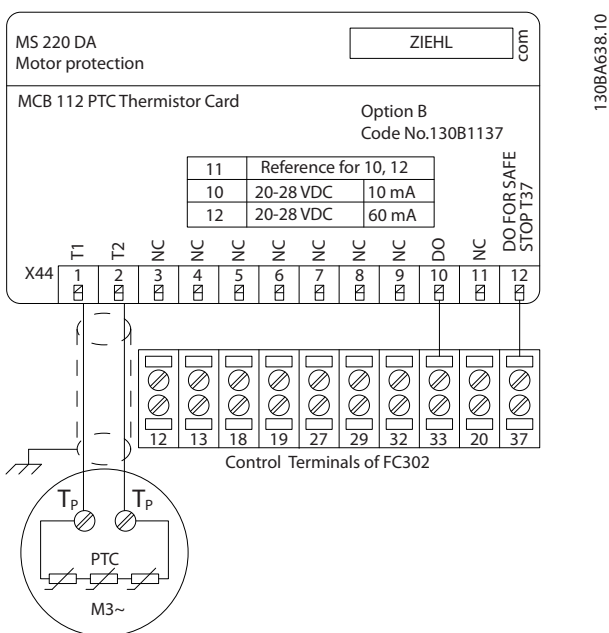 MS 220 DA
Motor protection
ZIEHL
com
130BA638.10
MCB 112 PTC Thermistor Card
Option B
Code No.130B1137
11 Reference for 10, 12
10 20-28 VDC 10 mA
12 20-28 VDC 60 mA
T1 T2 NC NC NC NC NC NC NC DO NC DO FOR SAFE
STOP T37
X44 1 2 3 4 5 6 7 8 9 10 11 12
12 13 18 19 27 29 32 33 20 37
Control Terminals of FC302
TP TP
PTC
M3~